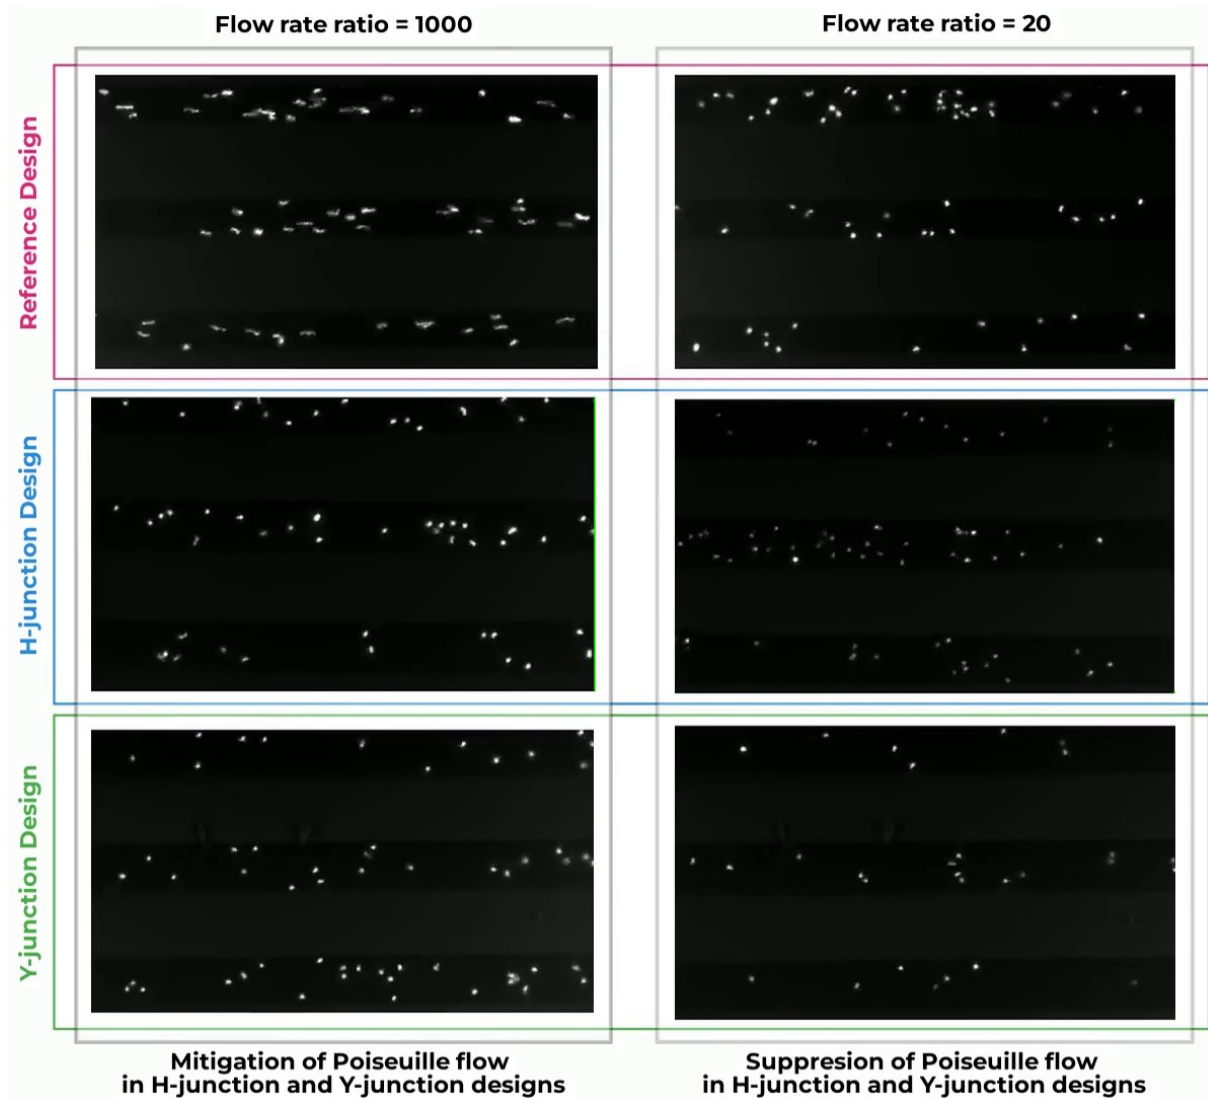 Flow rate ratio = 1000
Flow rate ratio = 20
Reference Design
H-junction Design
Y-junction Design
Mitigation of Poiseuille flow
in H-junction and Y-junction designs
Suppresion of Poiseuille flow
in H-junction and Y-junction designs